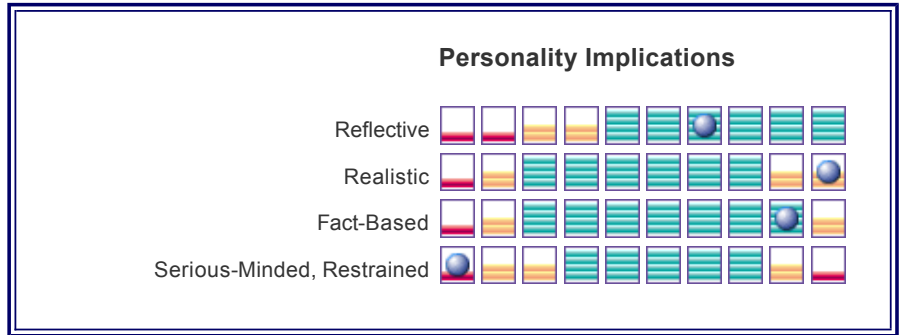 Personality Implications
Reflective
Realistic
Fact-Based
Serious-Minded, Restrained